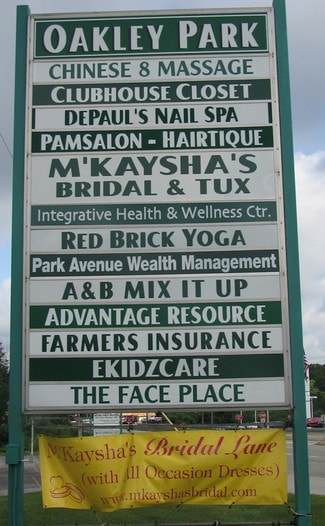 OAKLEY PARK
CHINESE 8 MASSAGE
CLUBHOUSE CLOSET
DEPAUL'S NAIL SPA
PAMSALON - HAIRTIQUE
M'KAYSHA'S
BRIDAL & TUX
Integrative Health & Wellness Ctr.
RED BRICK YOGA
Park Avenue Wealth Management
A&B MIX IT UP
ADVANTAGE RESOURCE
FARMERS INSURANCE
EKIDZCARE
THE FACE PLACE
M'Kaysha's Bridal Lane
(with All Occasion Dresses)
www.mkayshasbridal.com